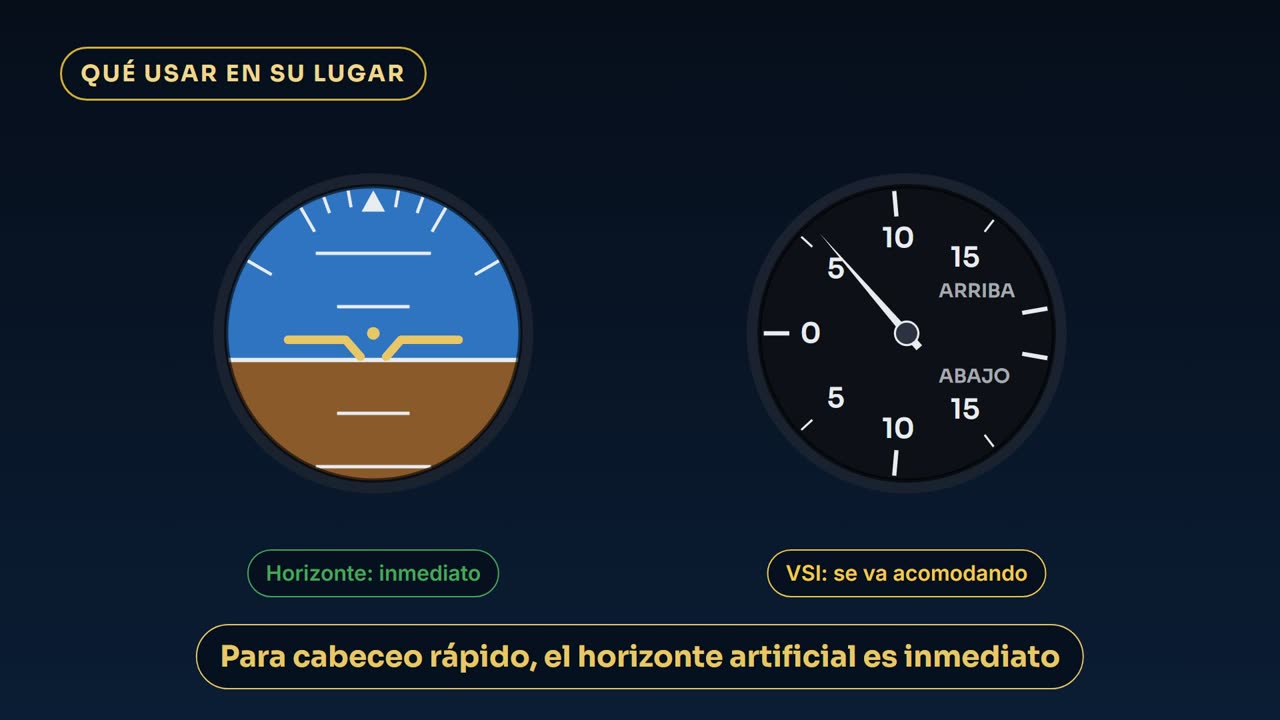 QUÉ USAR EN SU LUGAR
10
15
5
ARRIBA
0
ABAJO
5
15
10
Horizonte: inmediato
VSI: se va acomodando
Para cabeceo rápido, el horizonte artificial es inmediato